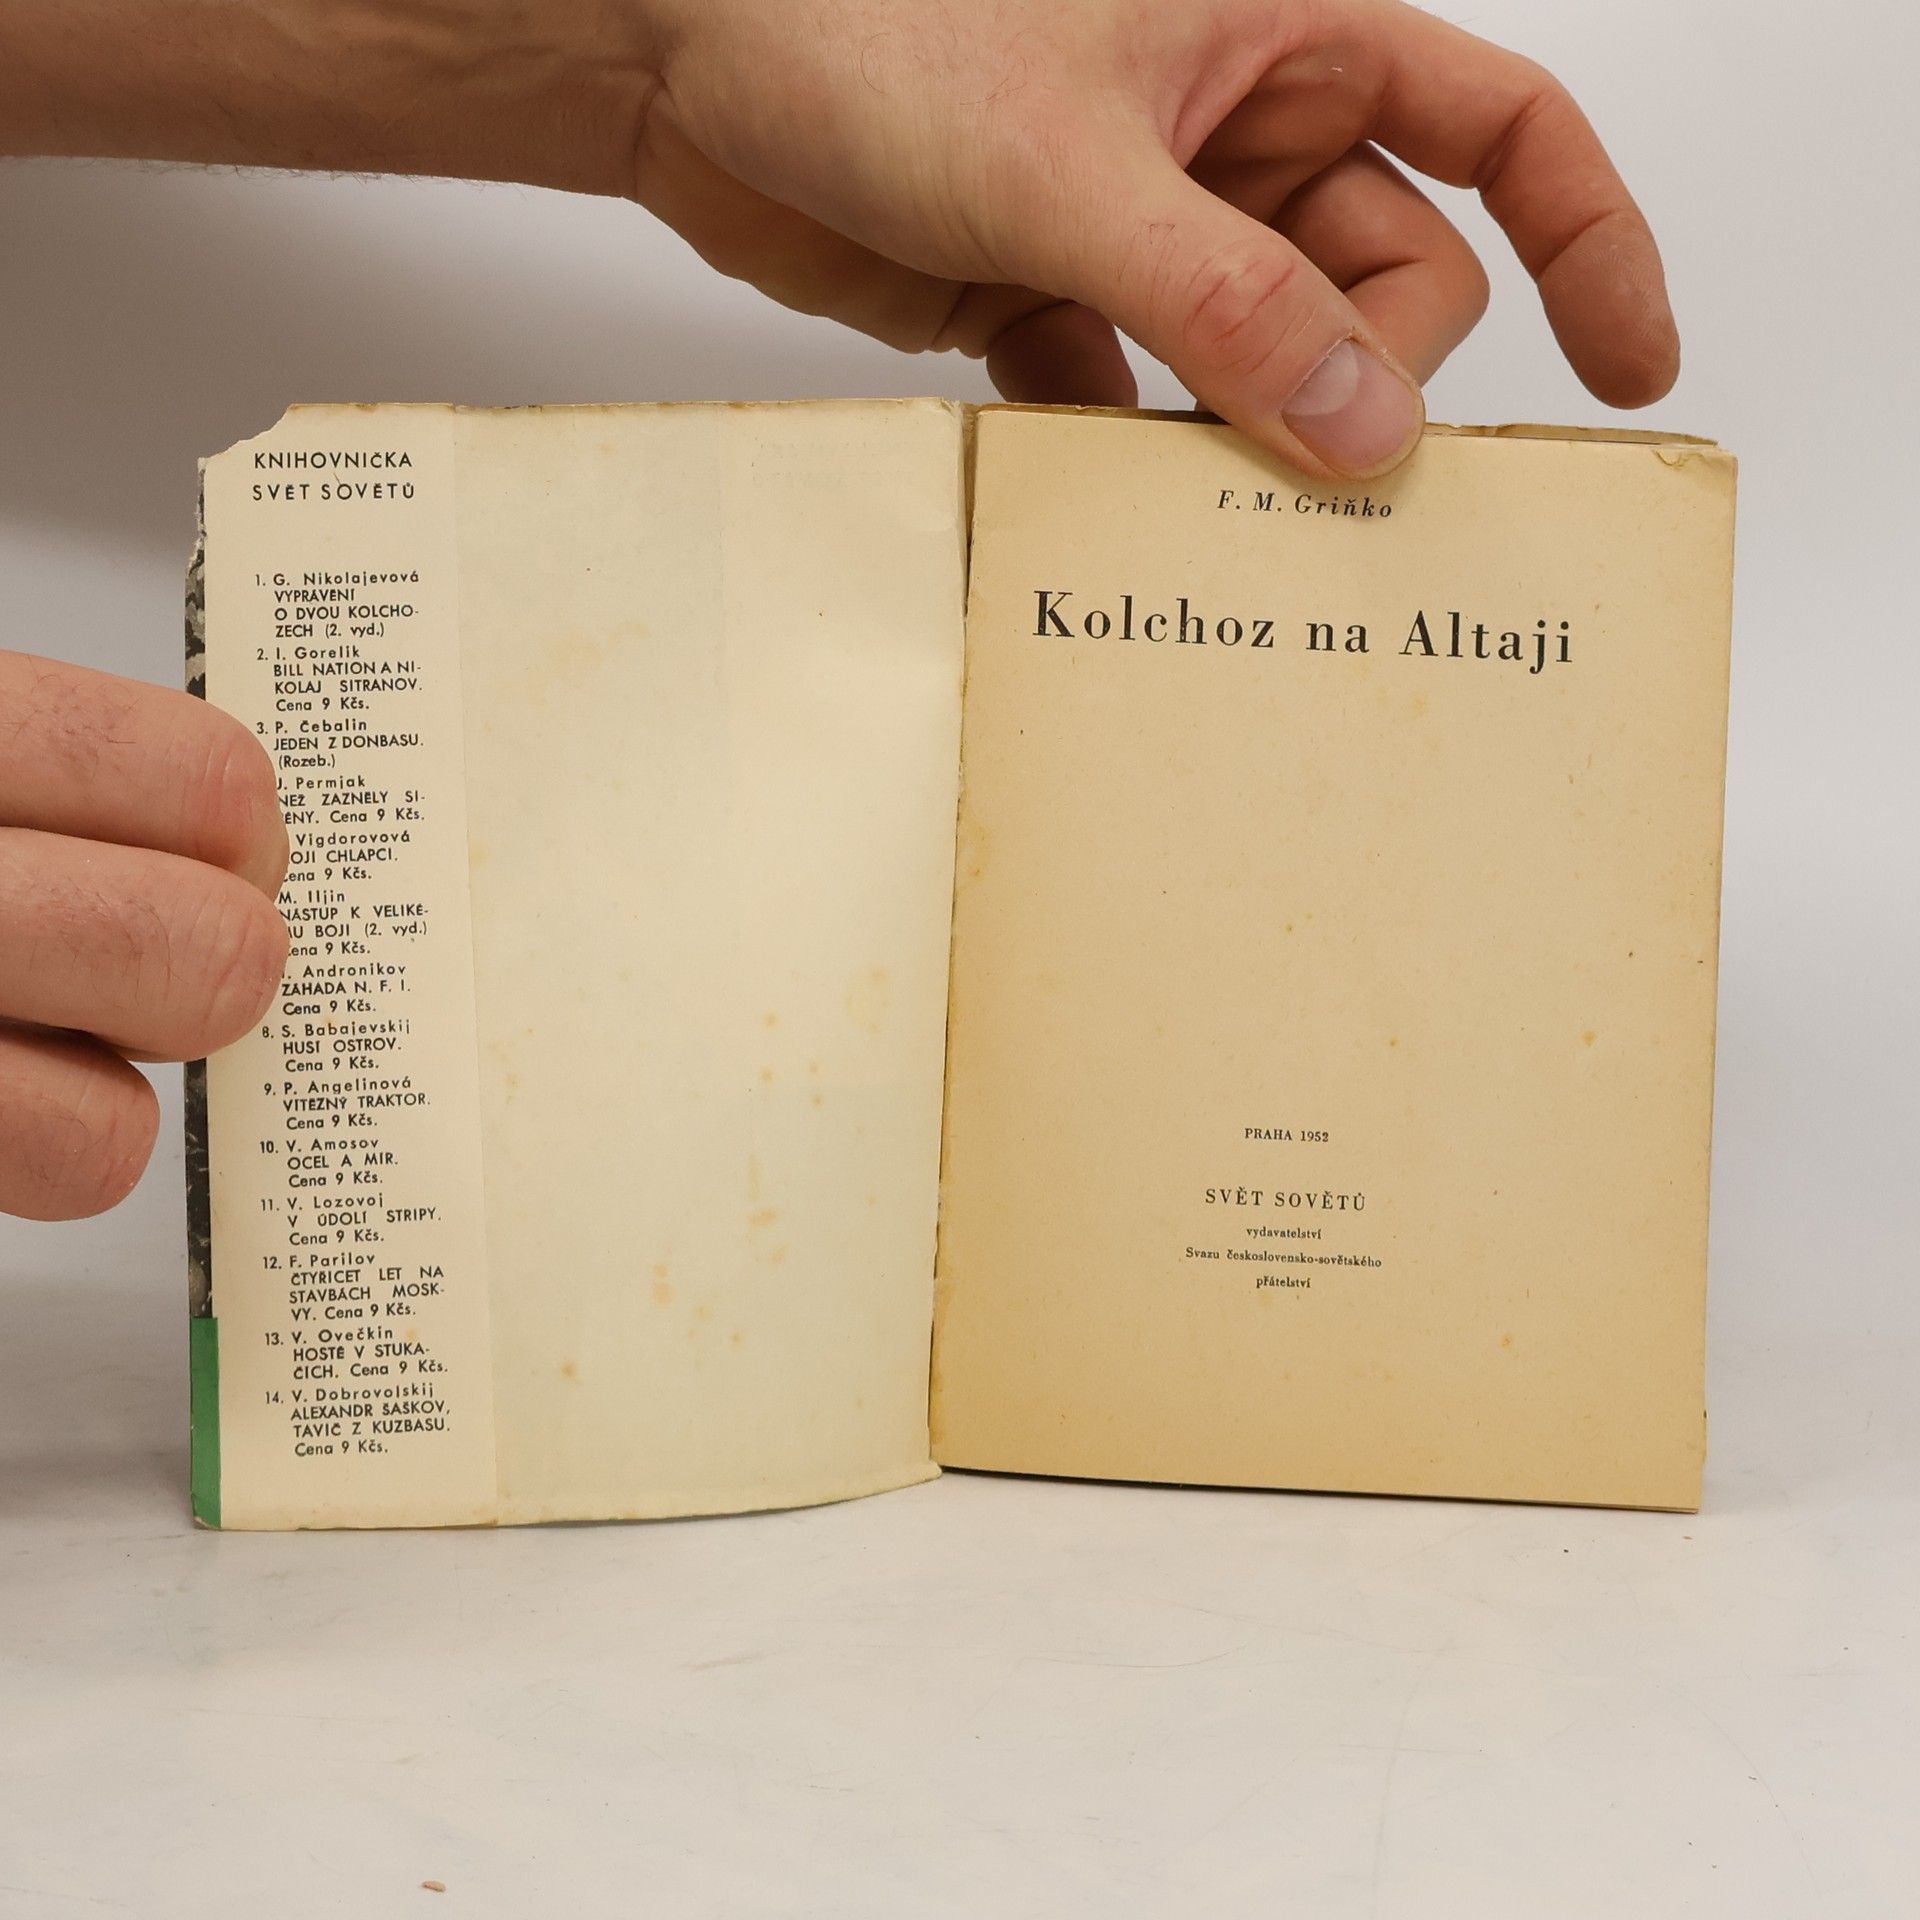 KNIHOVNIČKA
SVĚT SOVĚTŮ
1. G. Nikolajevová
VYPRÁVĚNÍ
O DVOU KOLCHO-
ZECH (2. vyd.)
2. I. Gorelik
BILL NATION A NI-
KOLAJ SITRANOV.
Cena 9 Kčs.
3. P. Čebalin
JEDEN Z DONBASU.
(Rozeb.)
J. Permjak
NEŽ ZAZNĚLY SI-
ÉNY. Cena 9 Kčs.
Vigdorovová
OJI CHLAPCI.
Cena 9 Kčs.
M. Iljin
NÁSTUP K VELIKÉ-
MU BOJI (2. vyd.)
Cena 9 Kčs.
Andronikov
ZÁHADA N. F. I.
Cena 9 Kčs.
8. S. Babajevskij
HUSÍ OSTROV.
Cena 9 Kčs.
9. P. Angelinová
VÍTĚZNÝ TRAKTOR.
Cena 9 Kčs.
10. V. Amosov
OCEL A MÍR.
Cena 9 Kčs.
11. V. Lozovoj
V ÚDOLÍ STRIPY.
Cena 9 Kčs.
12. F. Parilov
ČTYŘICET LET NA
STAVBÁCH MOSK-
VY. Cena 9 Kčs.
13. V. Ovečkin
HOSTÉ V STUKA-
ČÍCH. Cena 9 Kčs.
14. V. Dobrovolskij
ALEXANDR ŠAŠKOV,
TAVIČ Z KUZBASU.
Cena 9 Kčs.
F. M. Griňko
Kolchoz na Altaji
PRAHA 1952
SVĚT SOVĚTŮ
vydavatelství
Svazu československo-sovětského
přátelství